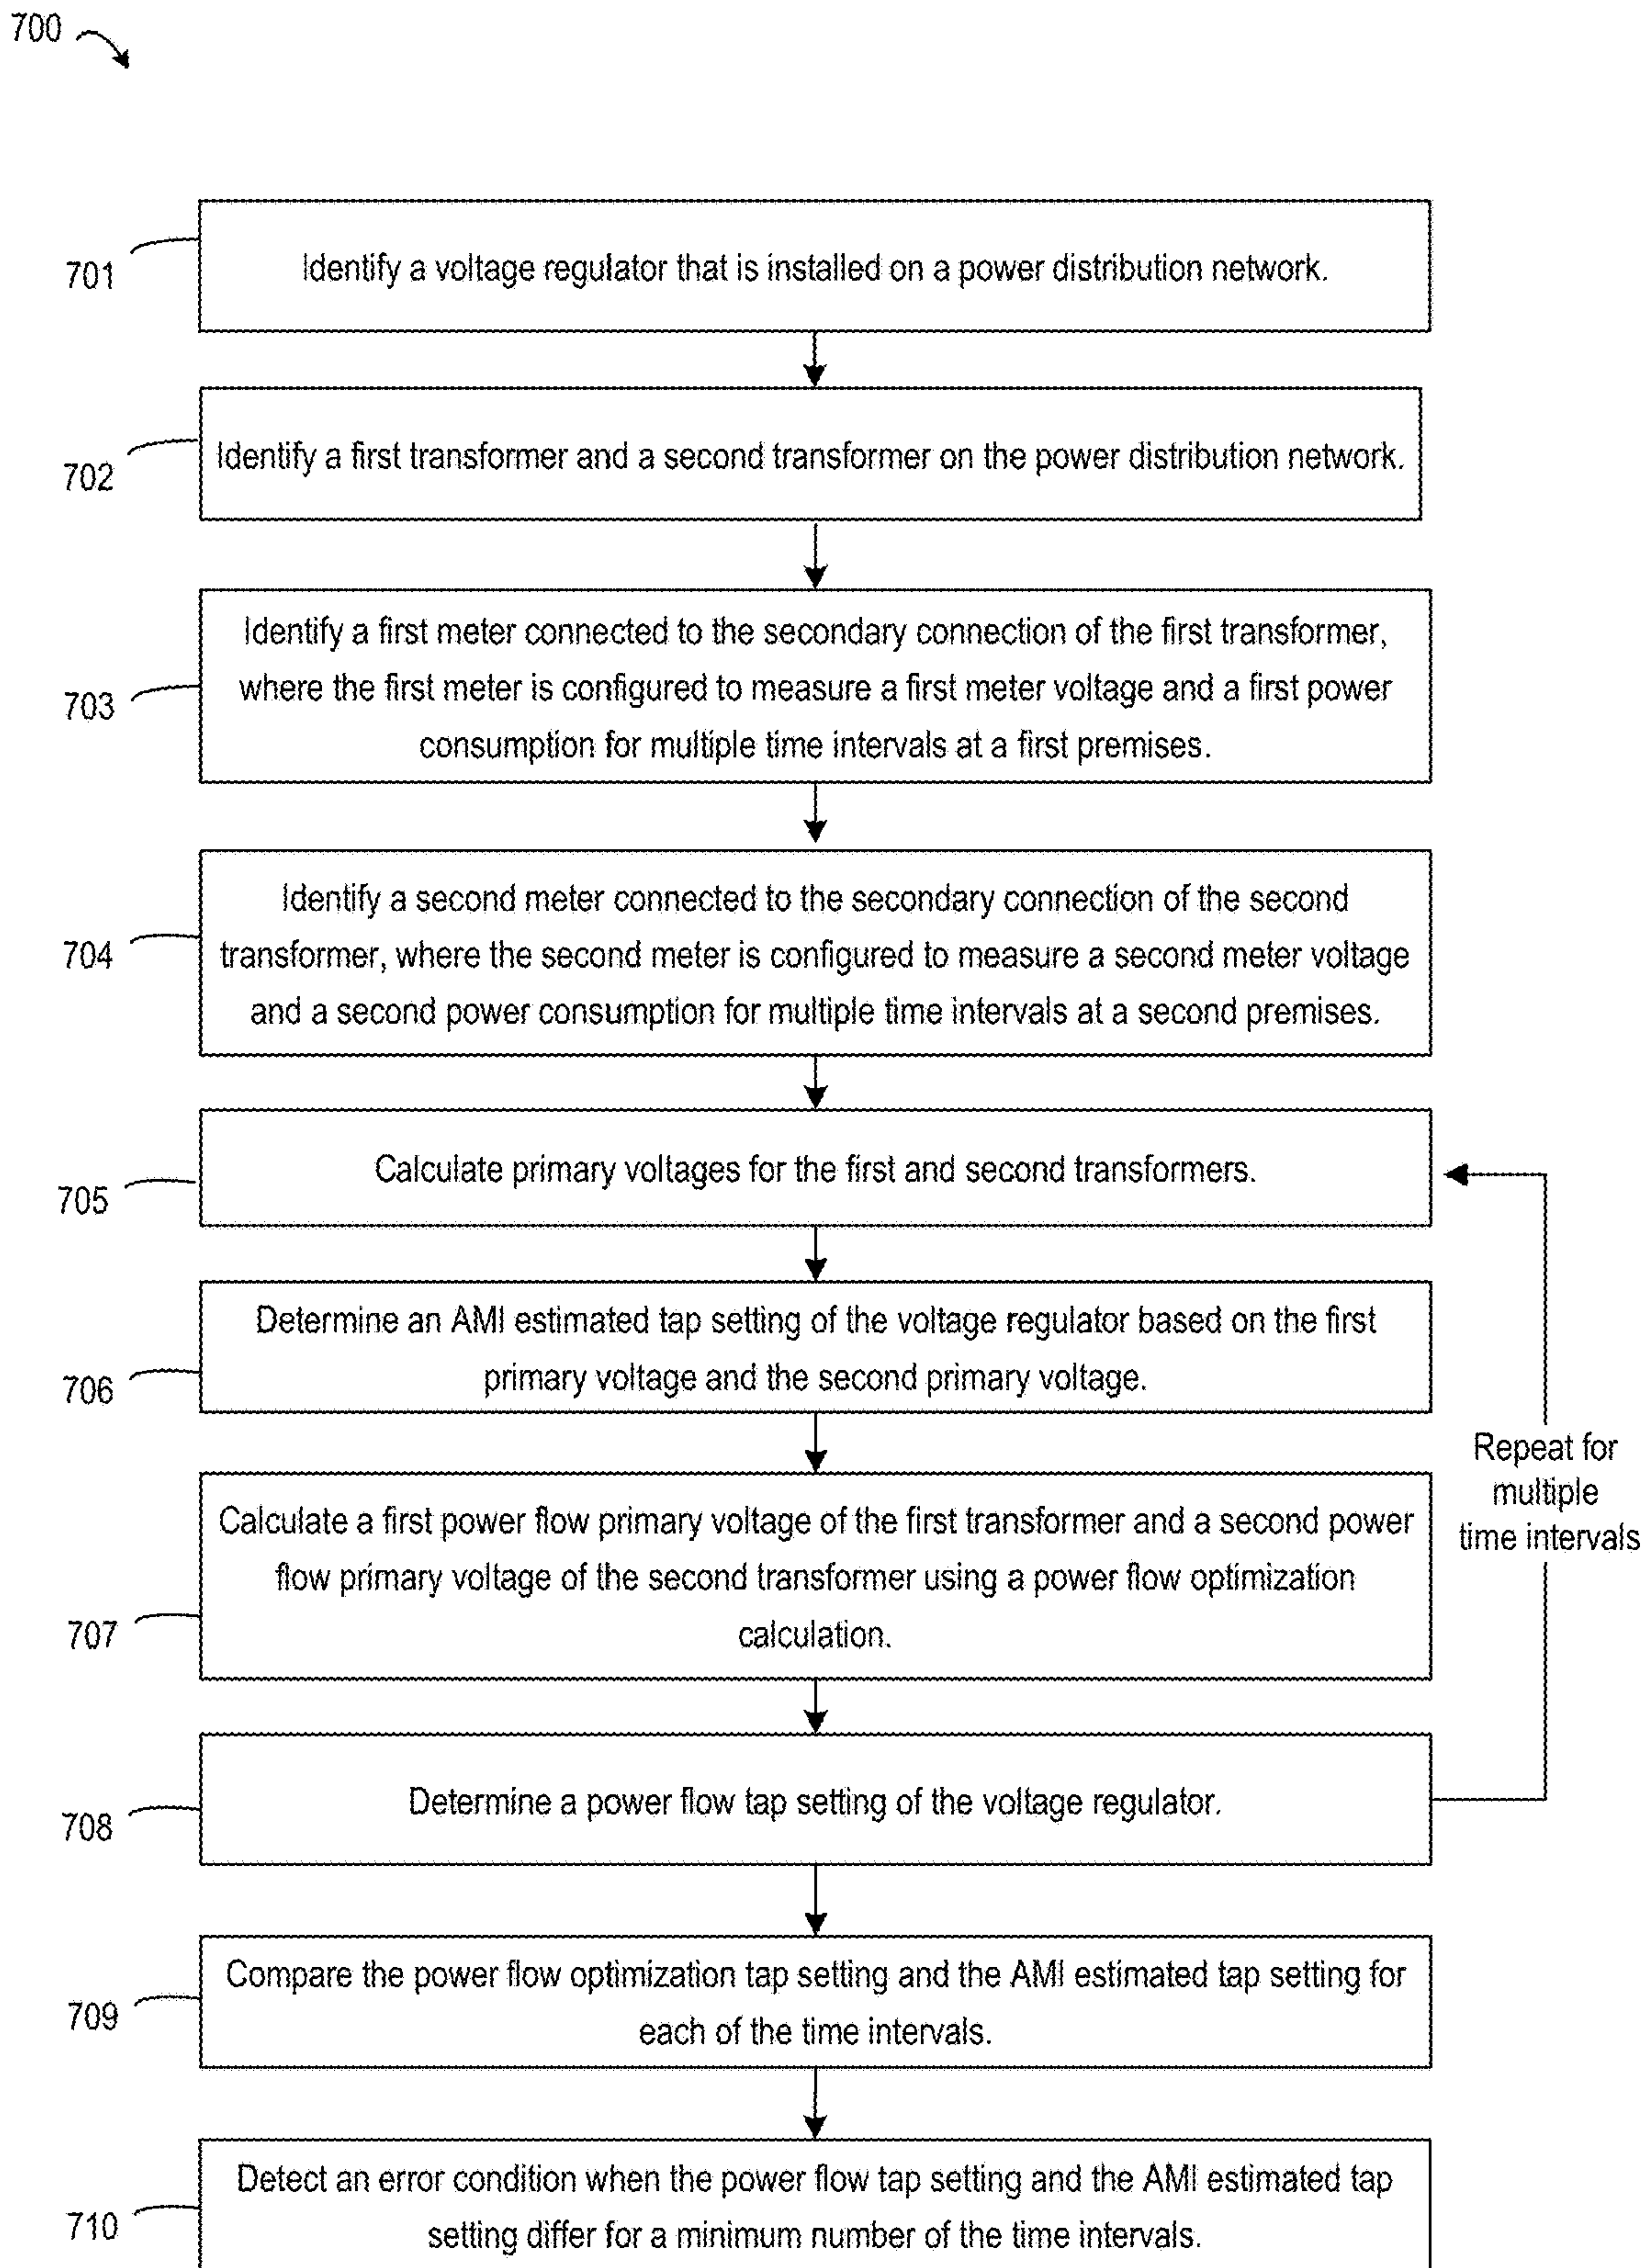 700
701
Identify a voltage regulator that is installed on a power distribution network.
702
Identify a first transformer and a second transformer on the power distribution network.
703
Identify a first meter connected to the secondary connection of the first transformer,
where the first meter is configured to measure a first meter voltage and a first power
consumption for multiple time intervals at a first premises.
704
Identify a second meter connected to the secondary connection of the second
transformer, where the second meter is configured to measure a second meter voltage
and a second power consumption for multiple time intervals at a second premises.
705
Calculate primary voltages for the first and second transformers.
706
Determine an AMI estimated tap setting of the voltage regulator based on the first
primary voltage and the second primary voltage.
Repeat for
multiple
time intervals
707
Calculate a first power flow primary voltage of the first transformer and a second power
flow primary voltage of the second transformer using a power flow optimization
calculation.
708
Determine a power flow tap setting of the voltage regulator.
709
Compare the power flow optimization tap setting and the AMI estimated tap setting for
each of the time intervals.
710
Detect an error condition when the power flow tap setting and the AMI estimated tap
setting differ for a minimum number of the time intervals.